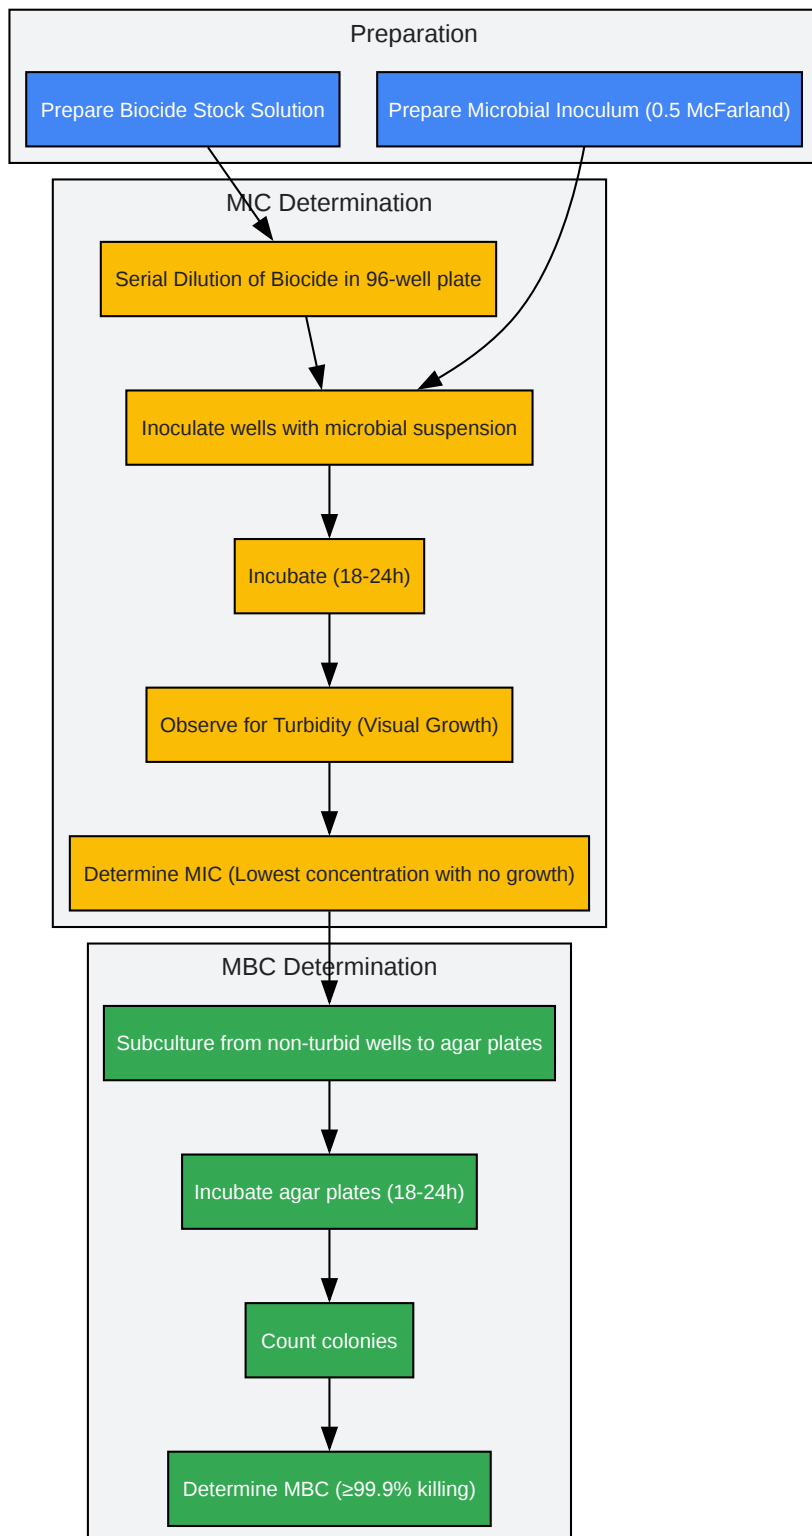 Preparation
Prepare Biocide Stock Solution
Prepare Microbial Inoculum (0.5 McFarland)
MIC Determination
Serial Dilution of Biocide in 96-well plate
Inoculate wells with microbial suspension
Incubate (18-24h)
Observe for Turbidity (Visual Growth)
Determine MIC (Lowest concentration with no growth)
MBC Determination
Subculture from non-turbid wells to agar plates
Incubate agar plates (18-24h)
Count colonies
Determine MBC (≥99.9% killing)